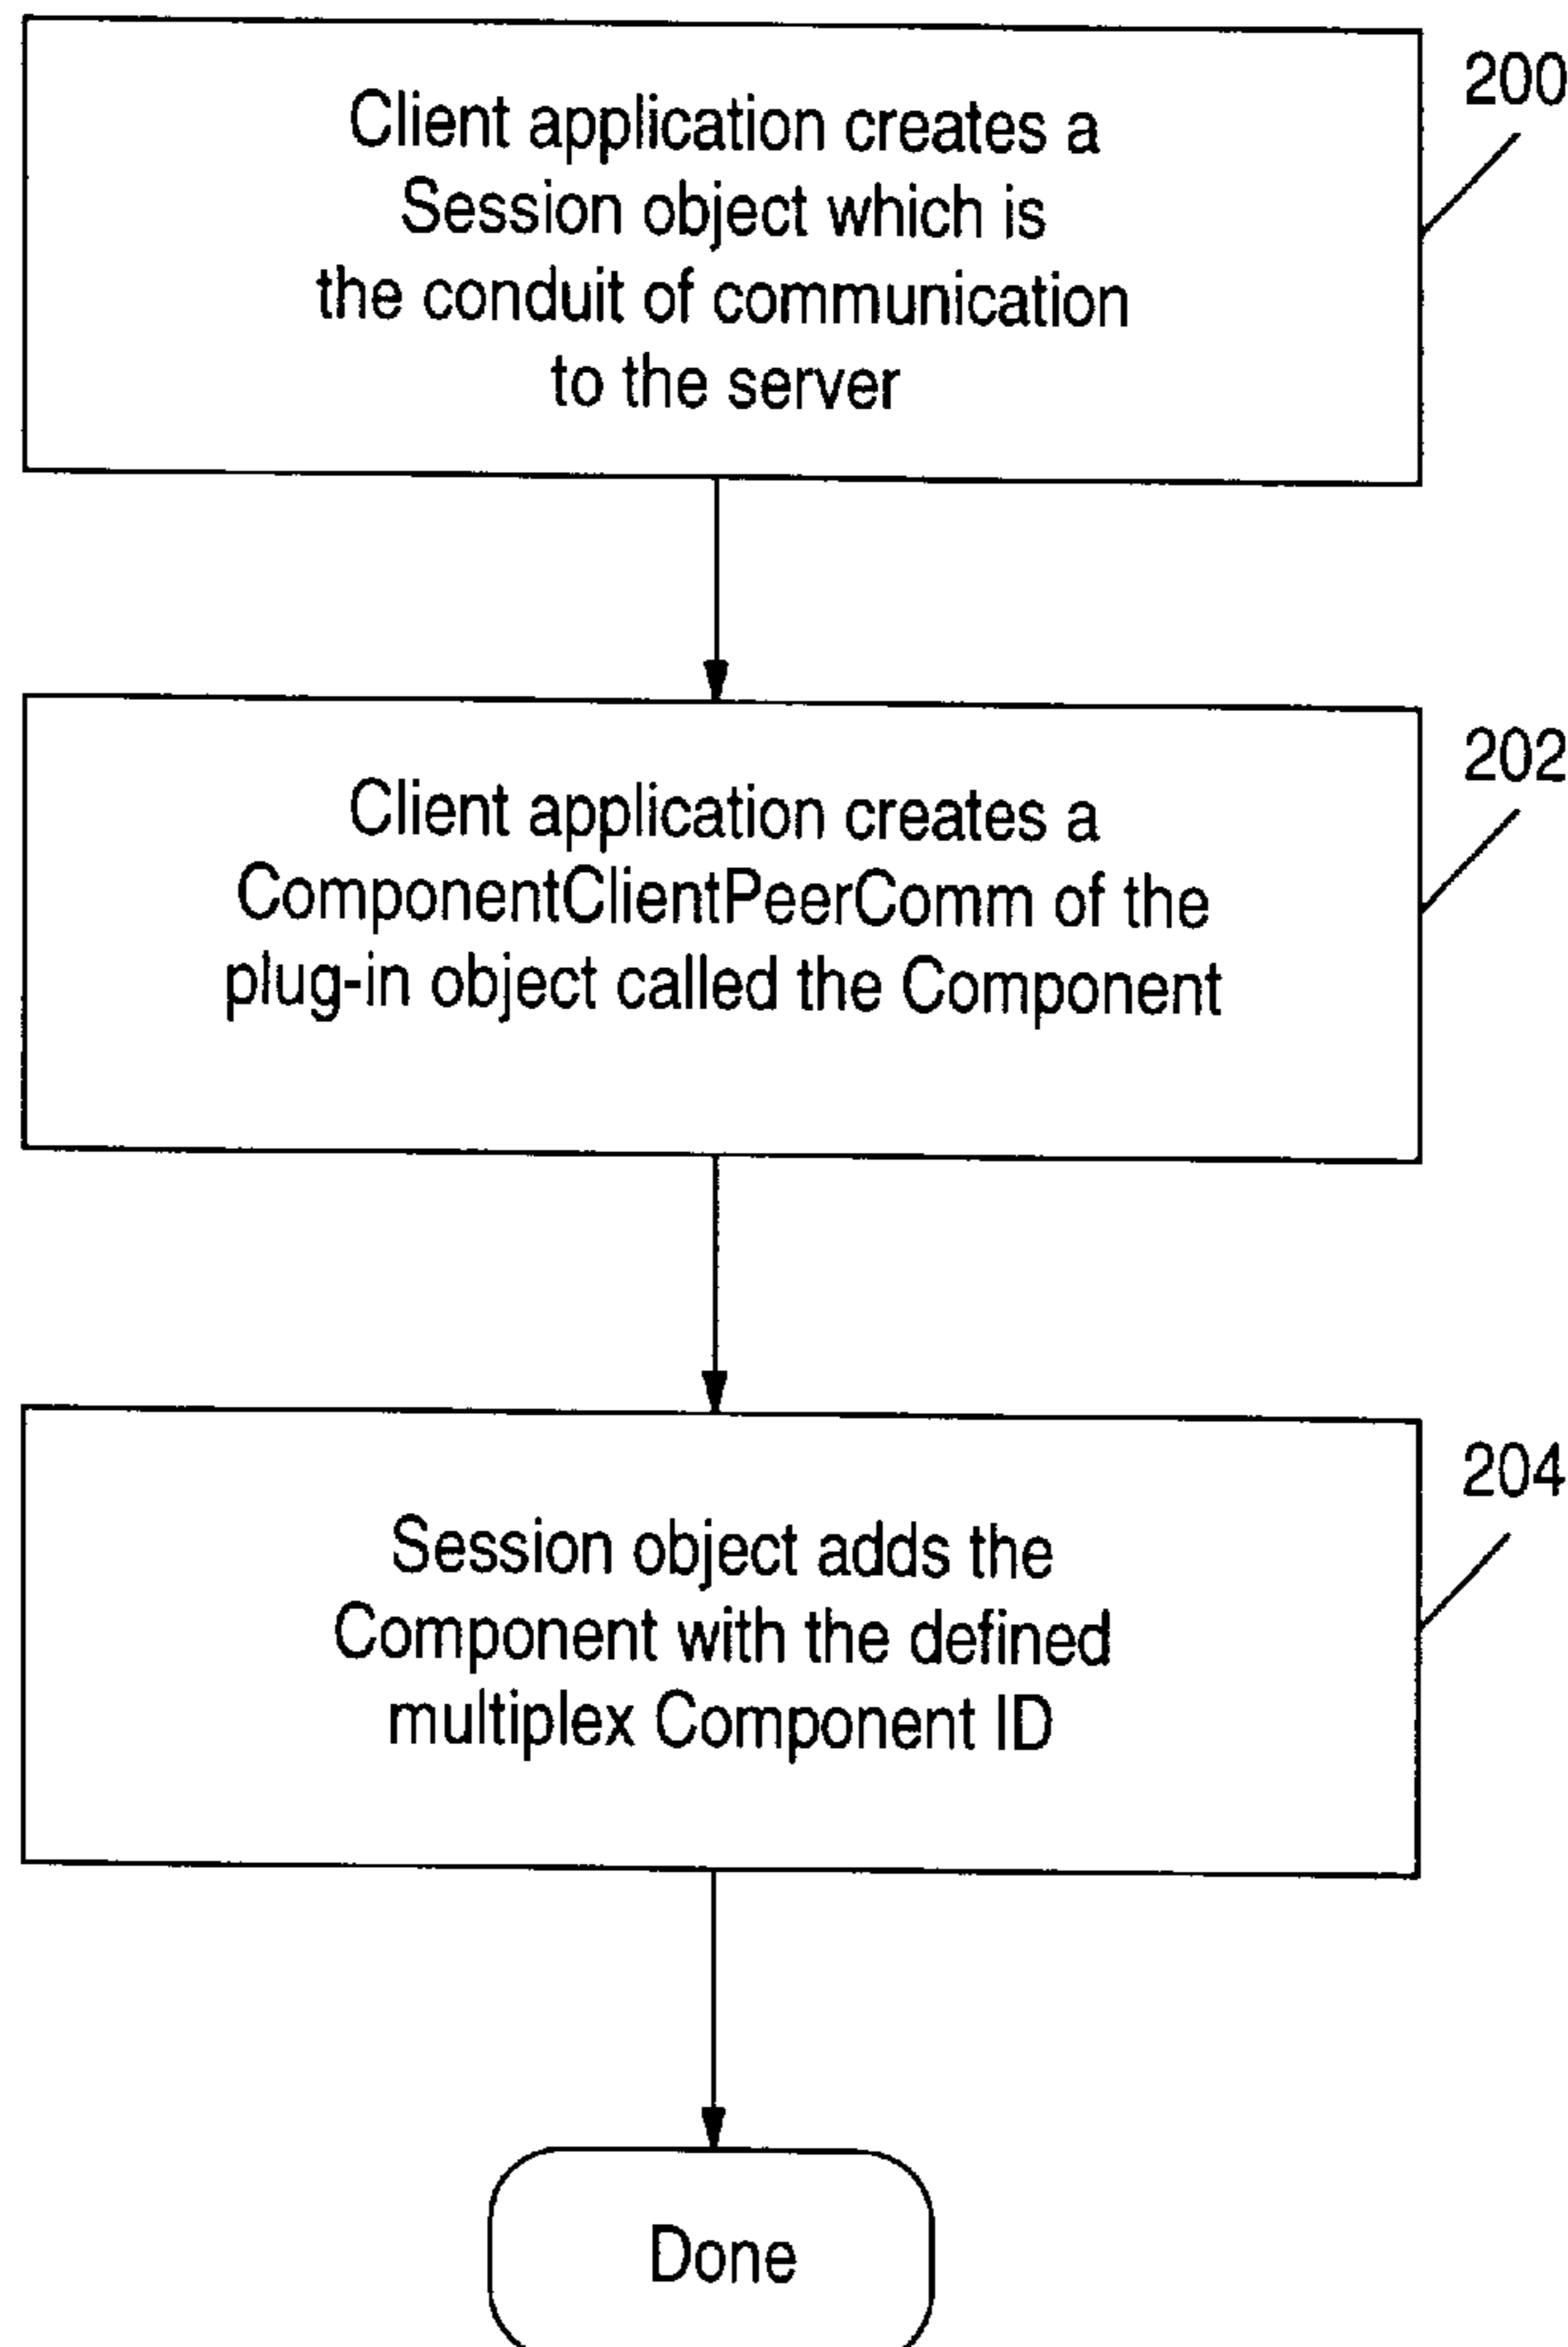 200
Client application creates a
Session object which is
the conduit of communication
to the server
202
Client application creates a
ComponentClientPeerComm of the
plug-in object called the Component
204
Session object adds the
Component with the defined
multiplex Component ID
Done